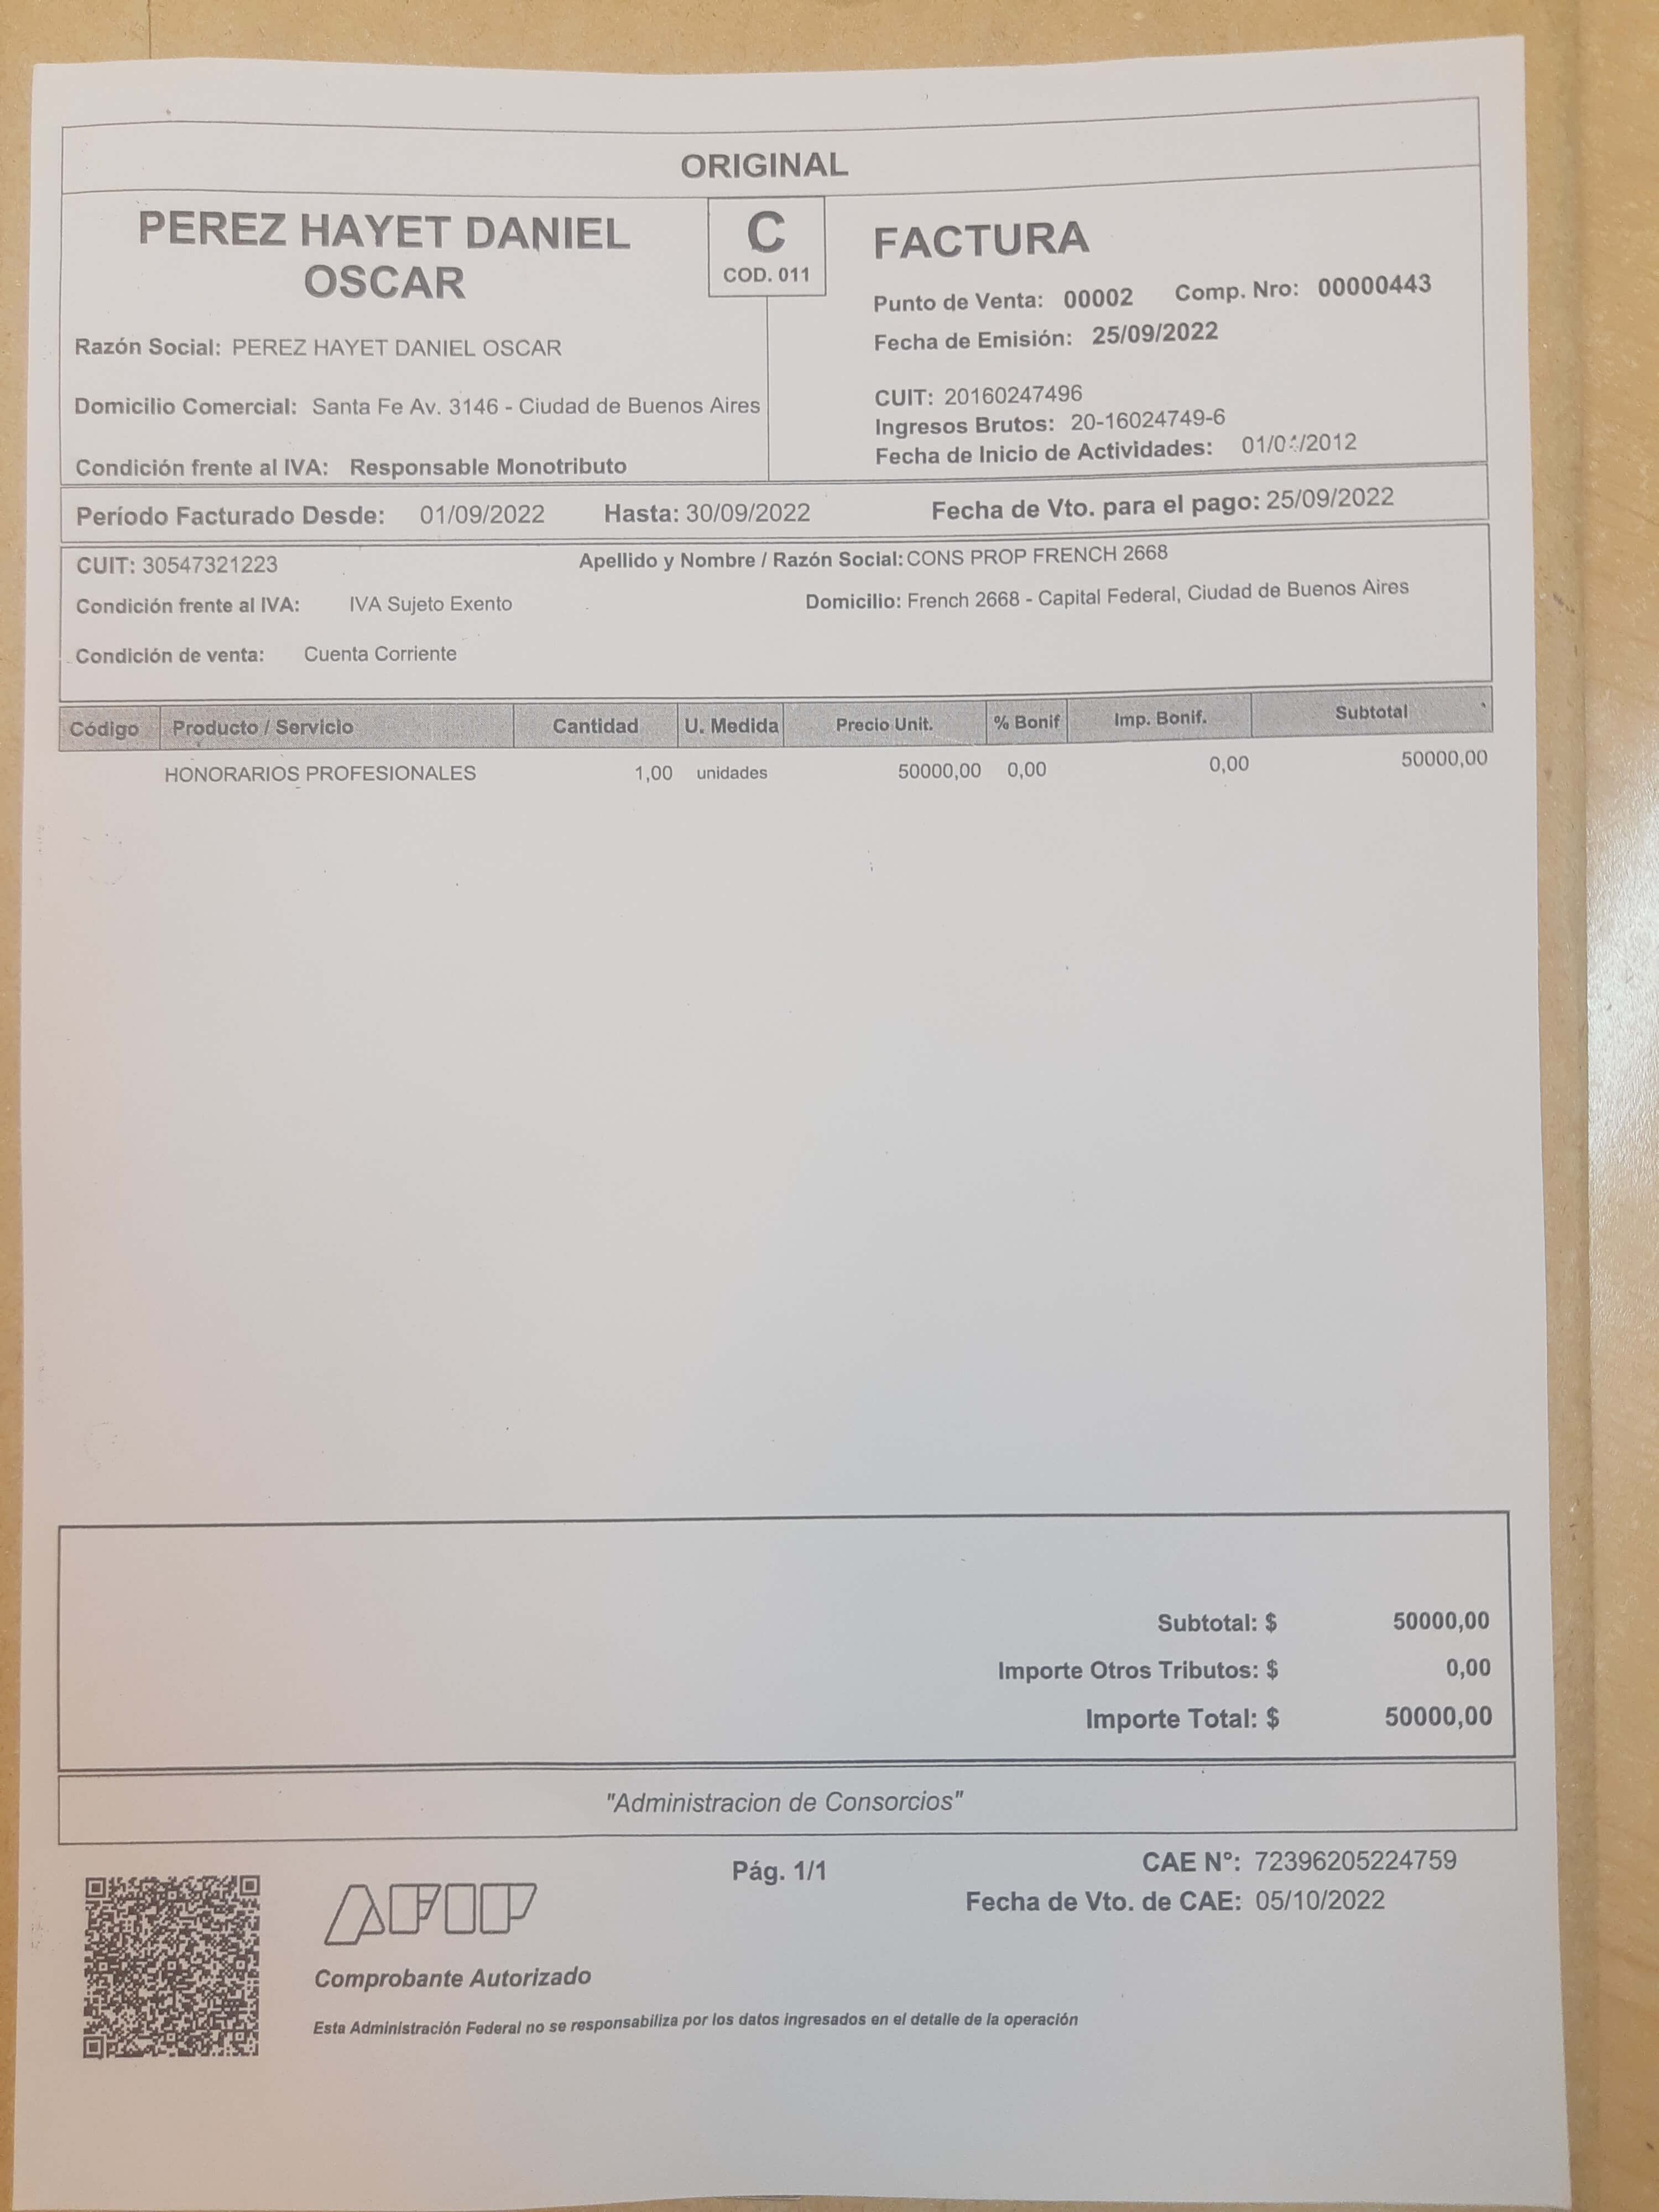 ORIGINAL
PEREZ HAYET DANIEL
OSCAR
C
COD. 011
FACTURA
Punto de Venta: 00002 Comp. Nro: 00000443
Fecha de Emisión: 25/09/2022
Razón Social: PEREZ HAYET DANIEL OSCAR
Domicilio Comercial: Santa Fe Av. 3146 - Ciudad de Buenos Aires
Condición frente al IVA: Responsable Monotributo
CUIT: 20160247496
Ingresos Brutos: 20-16024749-6
Fecha de Inicio de Actividades:
Período Facturado Desde: 01/09/2022 Hasta: 30/09/2022 Fecha de Vto. para el pago: 25/09/2022
CUIT: 30547321223 Apellido y Nombre / Razón Social: CONS PROP FRENCH 2668
Condición frente al IVA: IVA Sujeto Exento Domicilio: French 2668 - Capital Federal, Ciudad de Buenos Aires
Condición de venta: Cuenta Corriente
Código Producto / Servicio Cantidad U. Medida Precio Unit. % Bonif Imp. Bonif. Subtotal
HONORARIOS PROFESIONALES 1,00 unidades 50000,00 0,00 0,00 50000,00
Subtotal: $ 50000,00
Importe Otros Tributos: $ 0,00
Importe Total: $ 50000,00
"Administracion de Consorcios"
Pág. 1/1
CAE N°: 72396205224759
Fecha de Vto. de CAE: 05/10/2022
AFIP
Comprobante Autorizado
Esta Administración Federal no se responsabiliza por los datos ingresados en el detalle de la operación